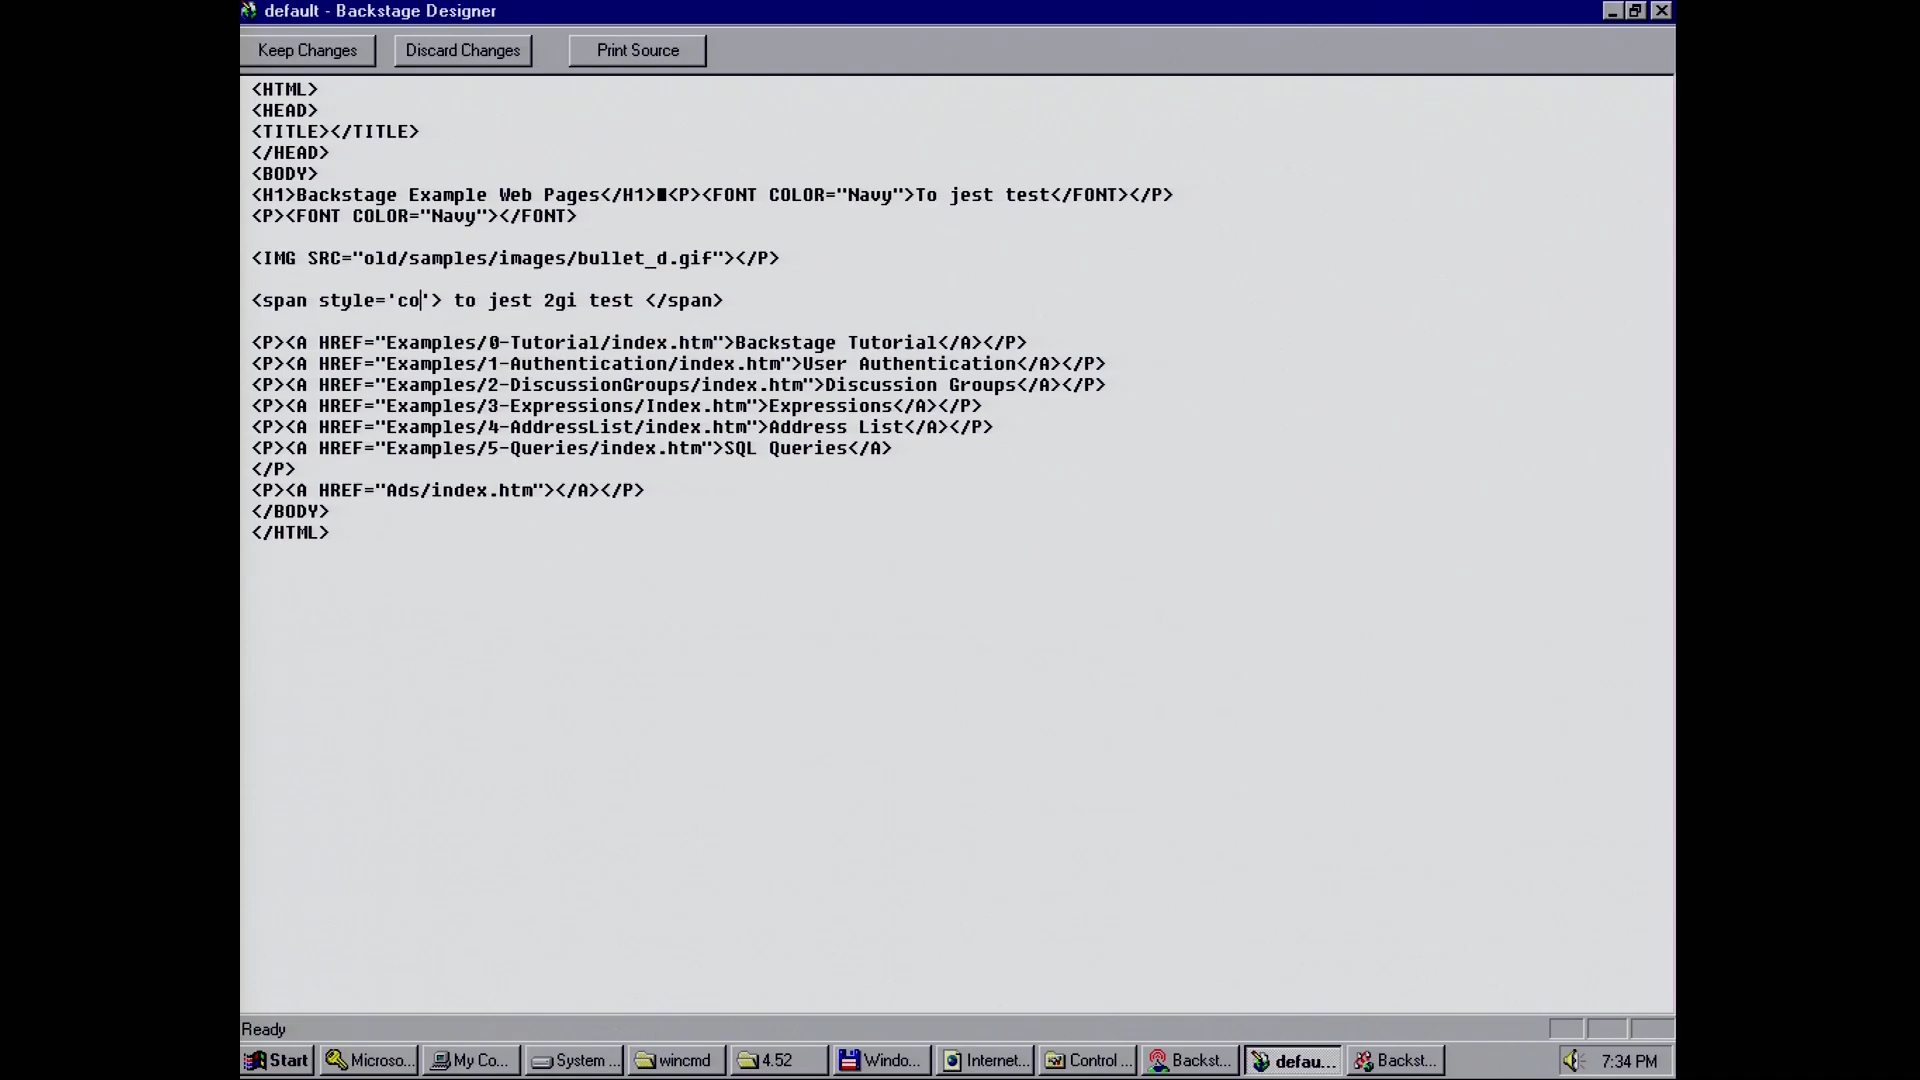 default - Backstage Designer
Keep Changes Discard Changes Print Source
<HTML>
<HEAD>
<TITLE></TITLE>
</HEAD>
<BODY>
<H1>Backstage Example Web Pages</H1>■<P><FONT COLOR="Navy">To jest test</FONT></P>
<P><FONT COLOR="Navy"></FONT>
<IMG SRC="old/samples/images/bullet_d.gif"></P>
<span style='co'> to jest 2gi test </span>
<P><A HREF="Examples/0-Tutorial/index.htm">Backstage Tutorial</A></P>
<P><A HREF="Examples/1-Authentication/index.htm">User Authentication</A></P>
<P><A HREF="Examples/2-DiscussionGroups/index.htm">Discussion Groups</A></P>
<P><A HREF="Examples/3-Expressions/Index.htm">Expressions</A></P>
<P><A HREF="Examples/4-AddressList/index.htm">Address List</A></P>
<P><A HREF="Examples/5-Queries/index.htm">SQL Queries</A>
</P>
<P><A HREF="Ads/index.htm"></A></P>
</BODY>
</HTML>
Ready
Start Microso... My Co... System ... wincmd 4.52 Windo... Internet... Control ... Backst... defau... Backst... 7:34 PM